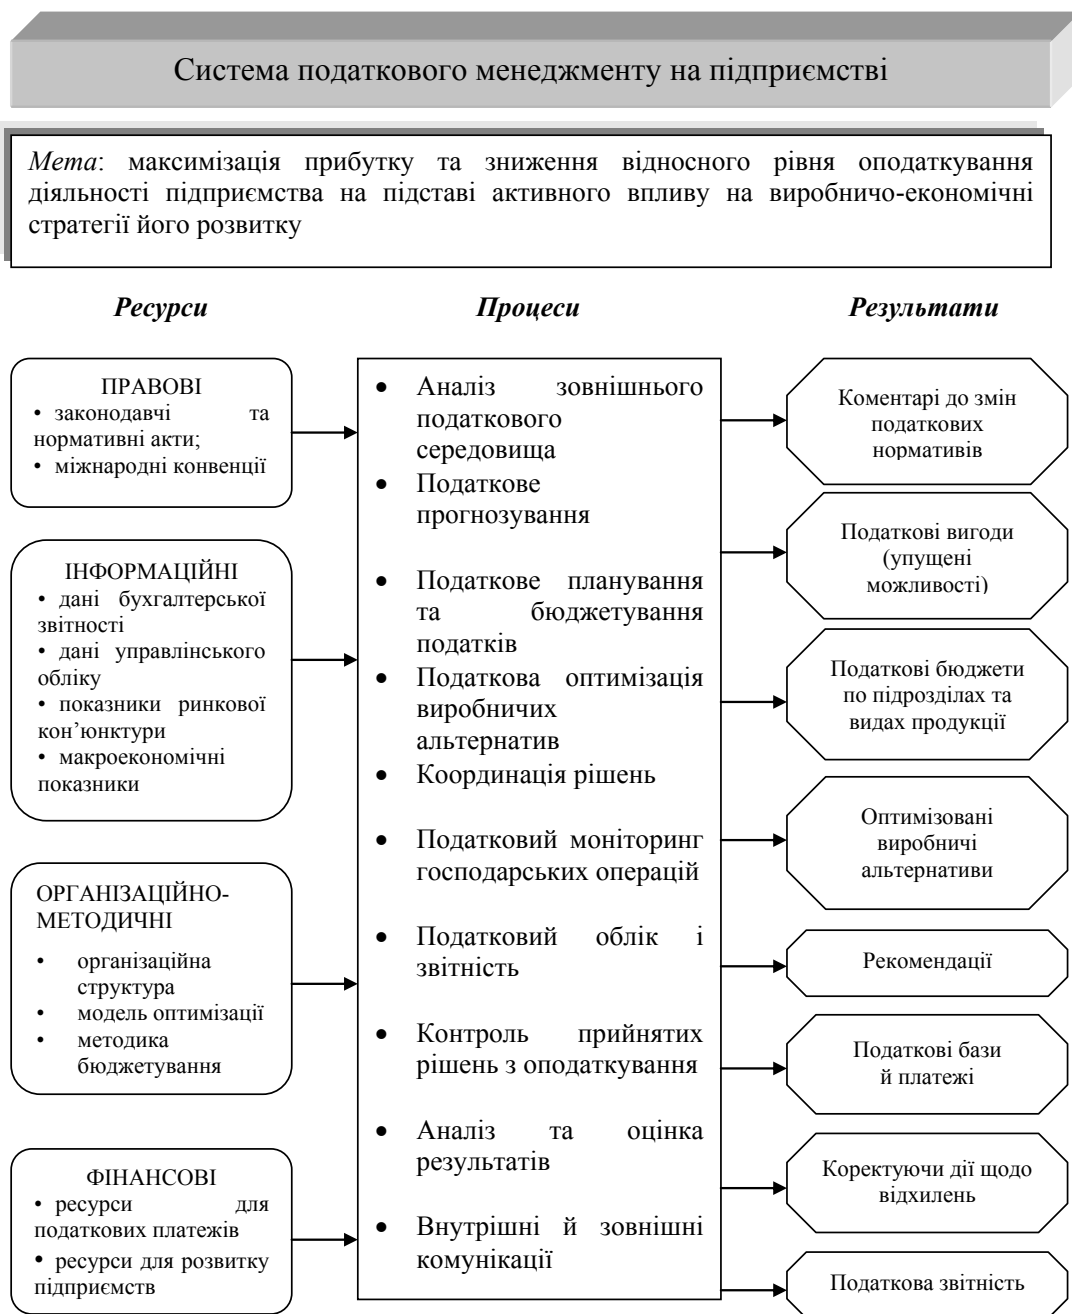 Система податкового менеджменту на підприємстві
Мета: максимізація прибутку та зниження відносного рівня оподаткування
діяльності підприємства на підставі активного впливу на виробничо-економічні
стратегії його розвитку
Ресурси
Процеси
Результати
ПРАВОВІ
• законодавчі та
нормативні акти;
• міжнародні конвенції
ІНФОРМАЦІЙНІ
• дані бухгалтерської
звітності
• дані управлінського
обліку
• показники ринкової
кон’юнктури
• макроекономічні
показники
ОРГАНІЗАЦІЙНО-
МЕТОДИЧНІ
• організаційна
структура
• модель оптимізації
• методика
бюджетування
ФІНАНСОВІ
• ресурси для
податкових платежів
• ресурси для розвитку
підприємств
• Аналіз зовнішнього
податкового
середовища
• Податкове
прогнозування
• Податкове планування
та бюджетування
податків
• Податкова оптимізація
виробничих
альтернатив
• Координація рішень
• Податковий моніторинг
господарських операцій
• Податковий облік і
звітність
• Контроль прийнятих
рішень з оподаткування
• Аналіз та оцінка
результатів
• Внутрішні й зовнішні
комунікації
Коментарі до змін
податкових
нормативів
Податкові вигоди
(упущені
можливості)
Податкові бюджети
по підрозділах та
видах продукції
Оптимізовані
виробничі
альтернативи
Рекомендації
Податкові бази
й платежі
Коректуючи дії щодо
відхилень
Податкова звітність